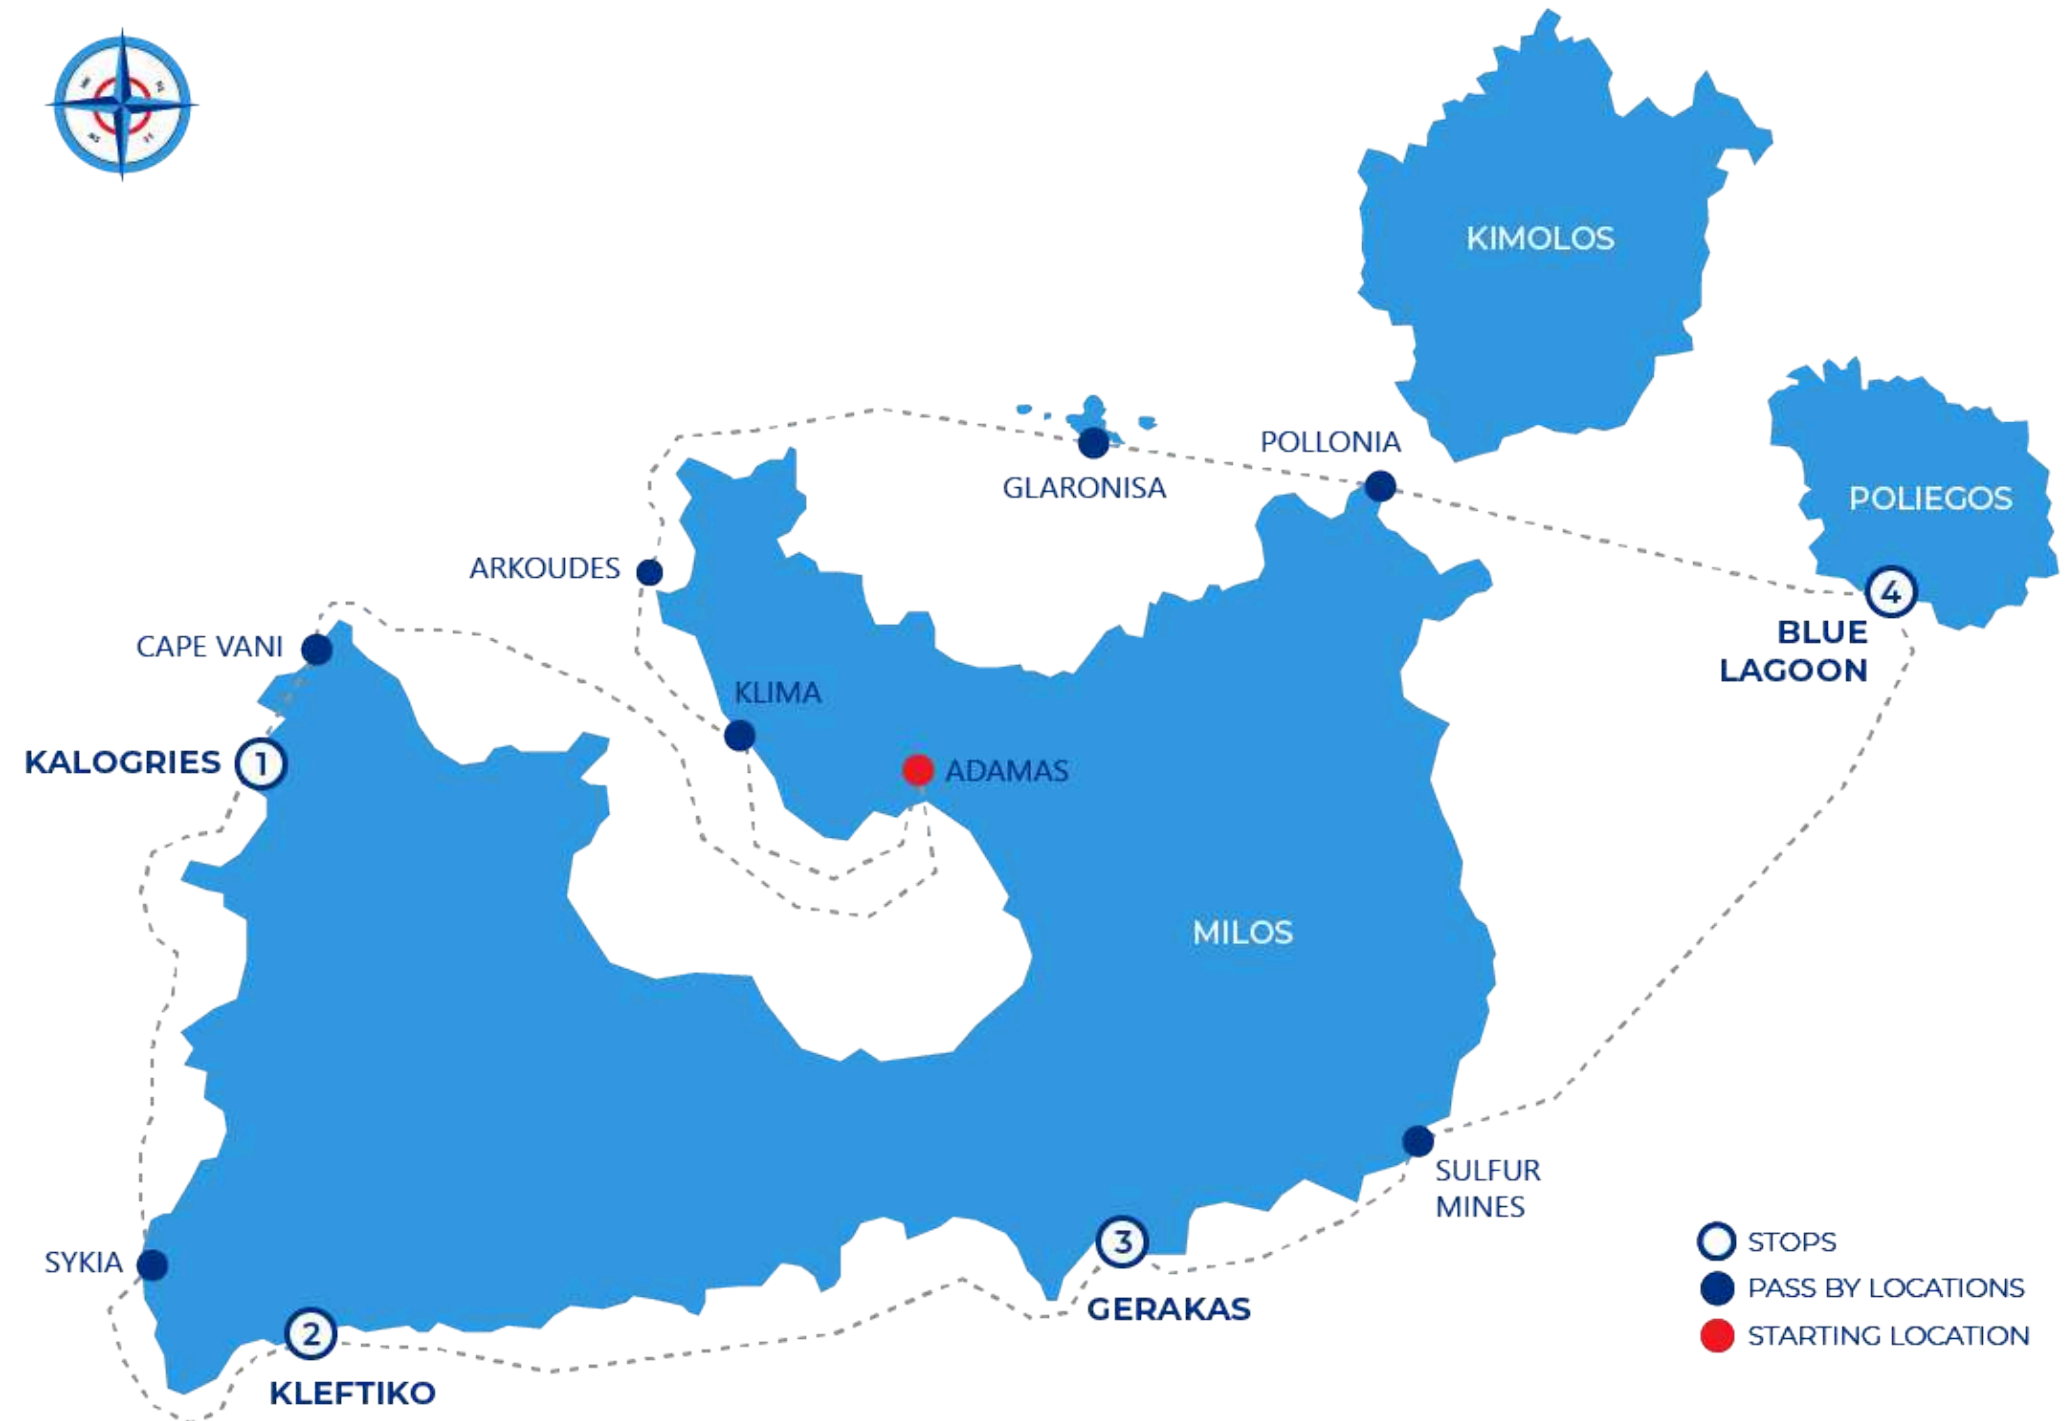 KIMOLOS
POLLONIA
GLARONISA
POLIEGOS
ARKOUDES
4
BLUE
LAGOON
CAPE VANI
KLIMA
KALOGRIES
1
ADAMAS
MILOS
SULFUR
MINES
3
GERAKAS
SYKIA
2
KLEFTIKO
STOPS
PASS BY LOCATIONS
STARTING LOCATION